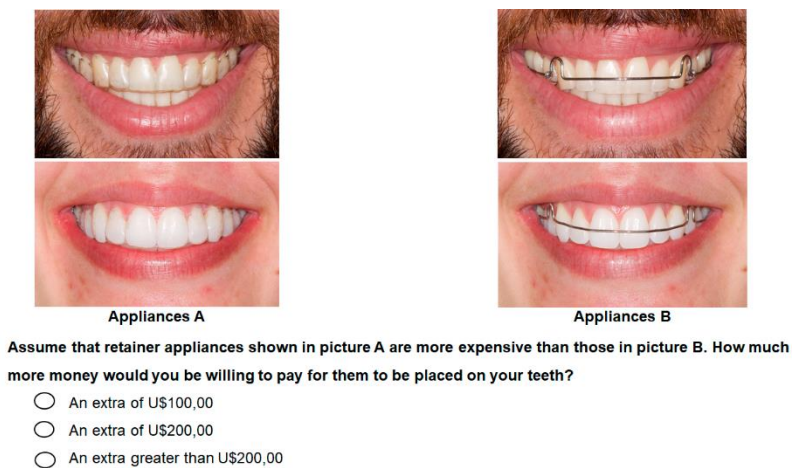 Appliances A
Appliances B
Assume that retainer appliances shown in picture A are more expensive than those in picture B. How much
more money would you be willing to pay for them to be placed on your teeth?
An extra of U$100,00
An extra of U$200,00
An extra greater than U$200,00